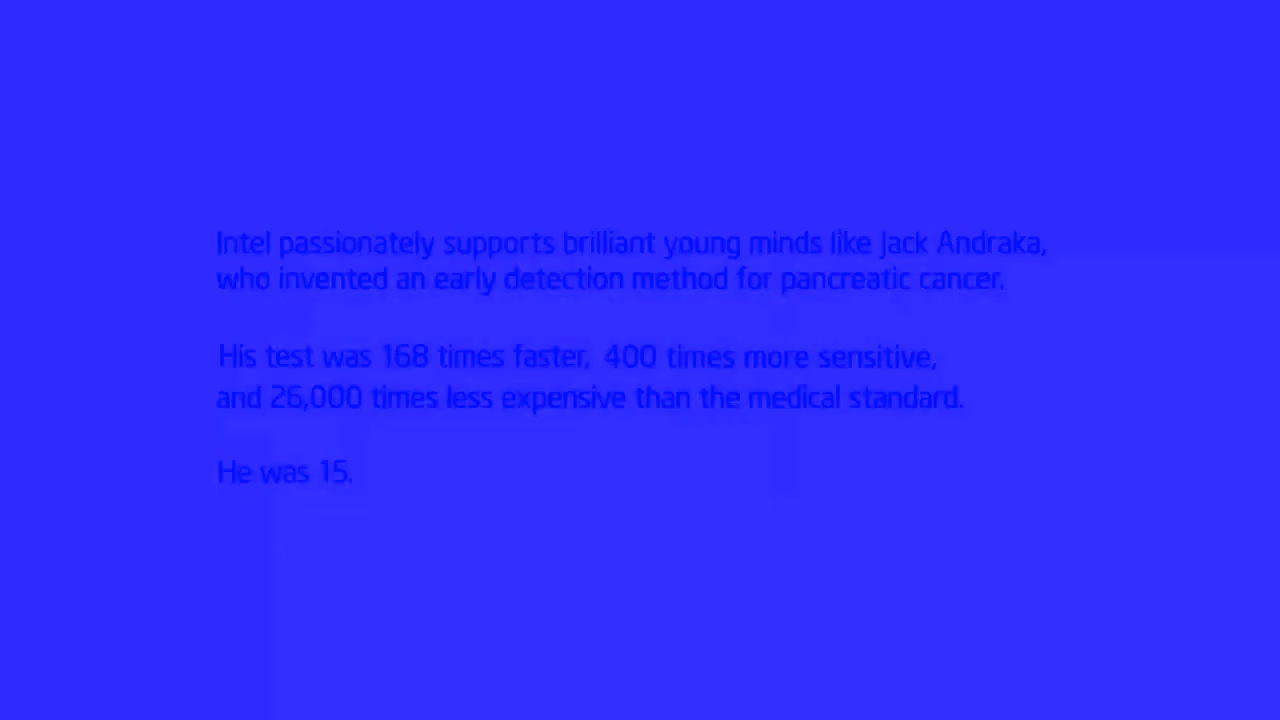 Intel passionately supports brilliant young minds like Jack Andraka,
who invented an early detection method for pancreatic cancer.
His test was 168 times faster, 400 times more sensitive,
and 26,000 times less expensive than the medical standard.
He was 15.